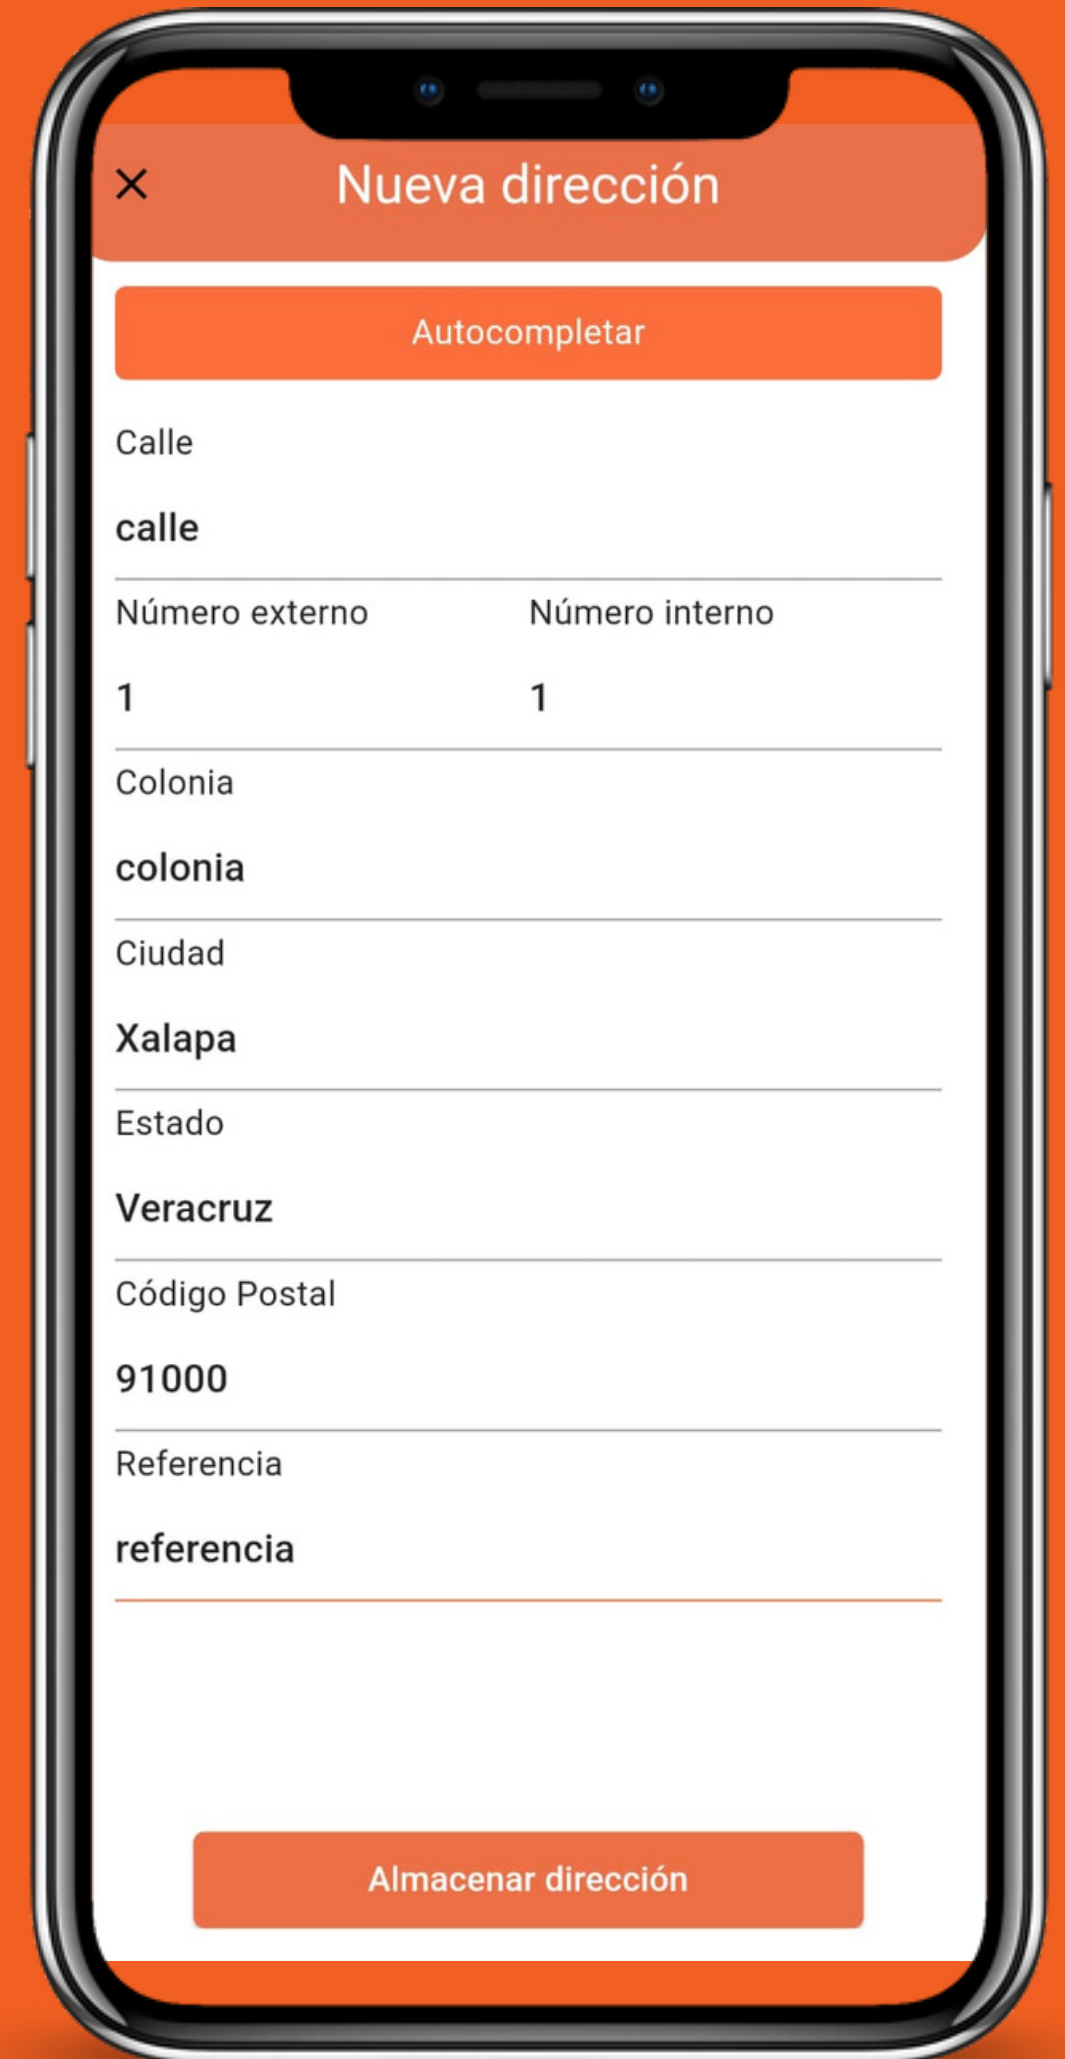 Nueva dirección
Autocompletar
Calle
calle
Número externo Número interno
1 1
Colonia
colonia
Ciudad
Xalapa
Estado
Veracruz
Código Postal
91000
Referencia
referencia
Almacenar dirección